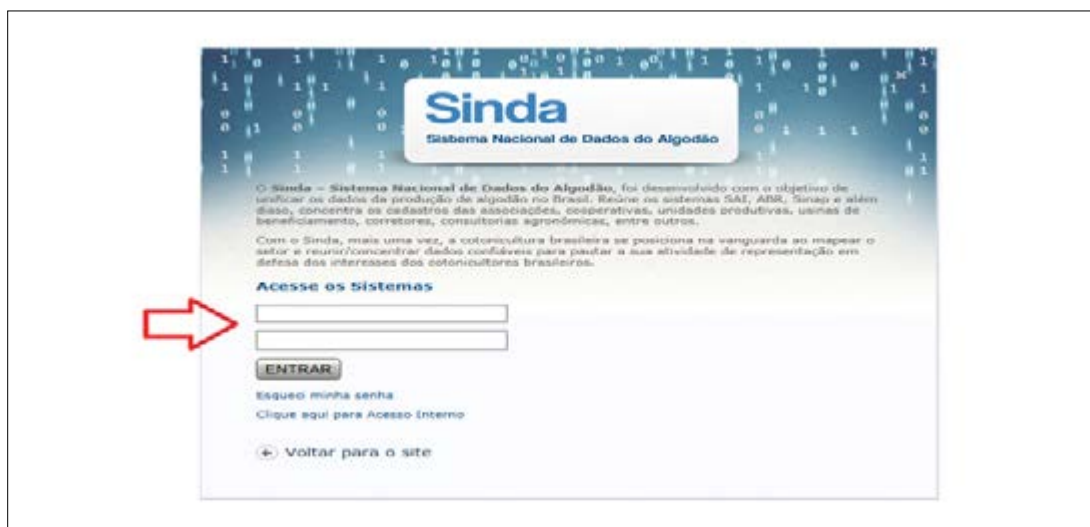 Sinda
Sistema Nacional de Dados do Algodão
O Sinda – Sistema Nacional de Dados do Algodão, foi desenvolvido com o objetivo de
unificar os dados da produção de algodão no Brasil. Reúne os sistemas SAI, ABR, Sinap e além
disso, concentra os cadastros das associações, cooperativas, unidades produtivas, usinas de
beneficiamento, corretores, consultorias agronômicas, entre outros.
Com o Sinda, mais uma vez, a cotonicultura brasileira se posiciona na vanguarda ao mapear o
setor e reunir/concentrar dados confiáveis para pautar a sua atividade de representação em
defesa dos interesses dos cotonicultores brasileiros.
Acesse os Sistemas
ENTRAR
Esqueci minha senha
Clique aqui para Acesso Interno
Voltar para o site